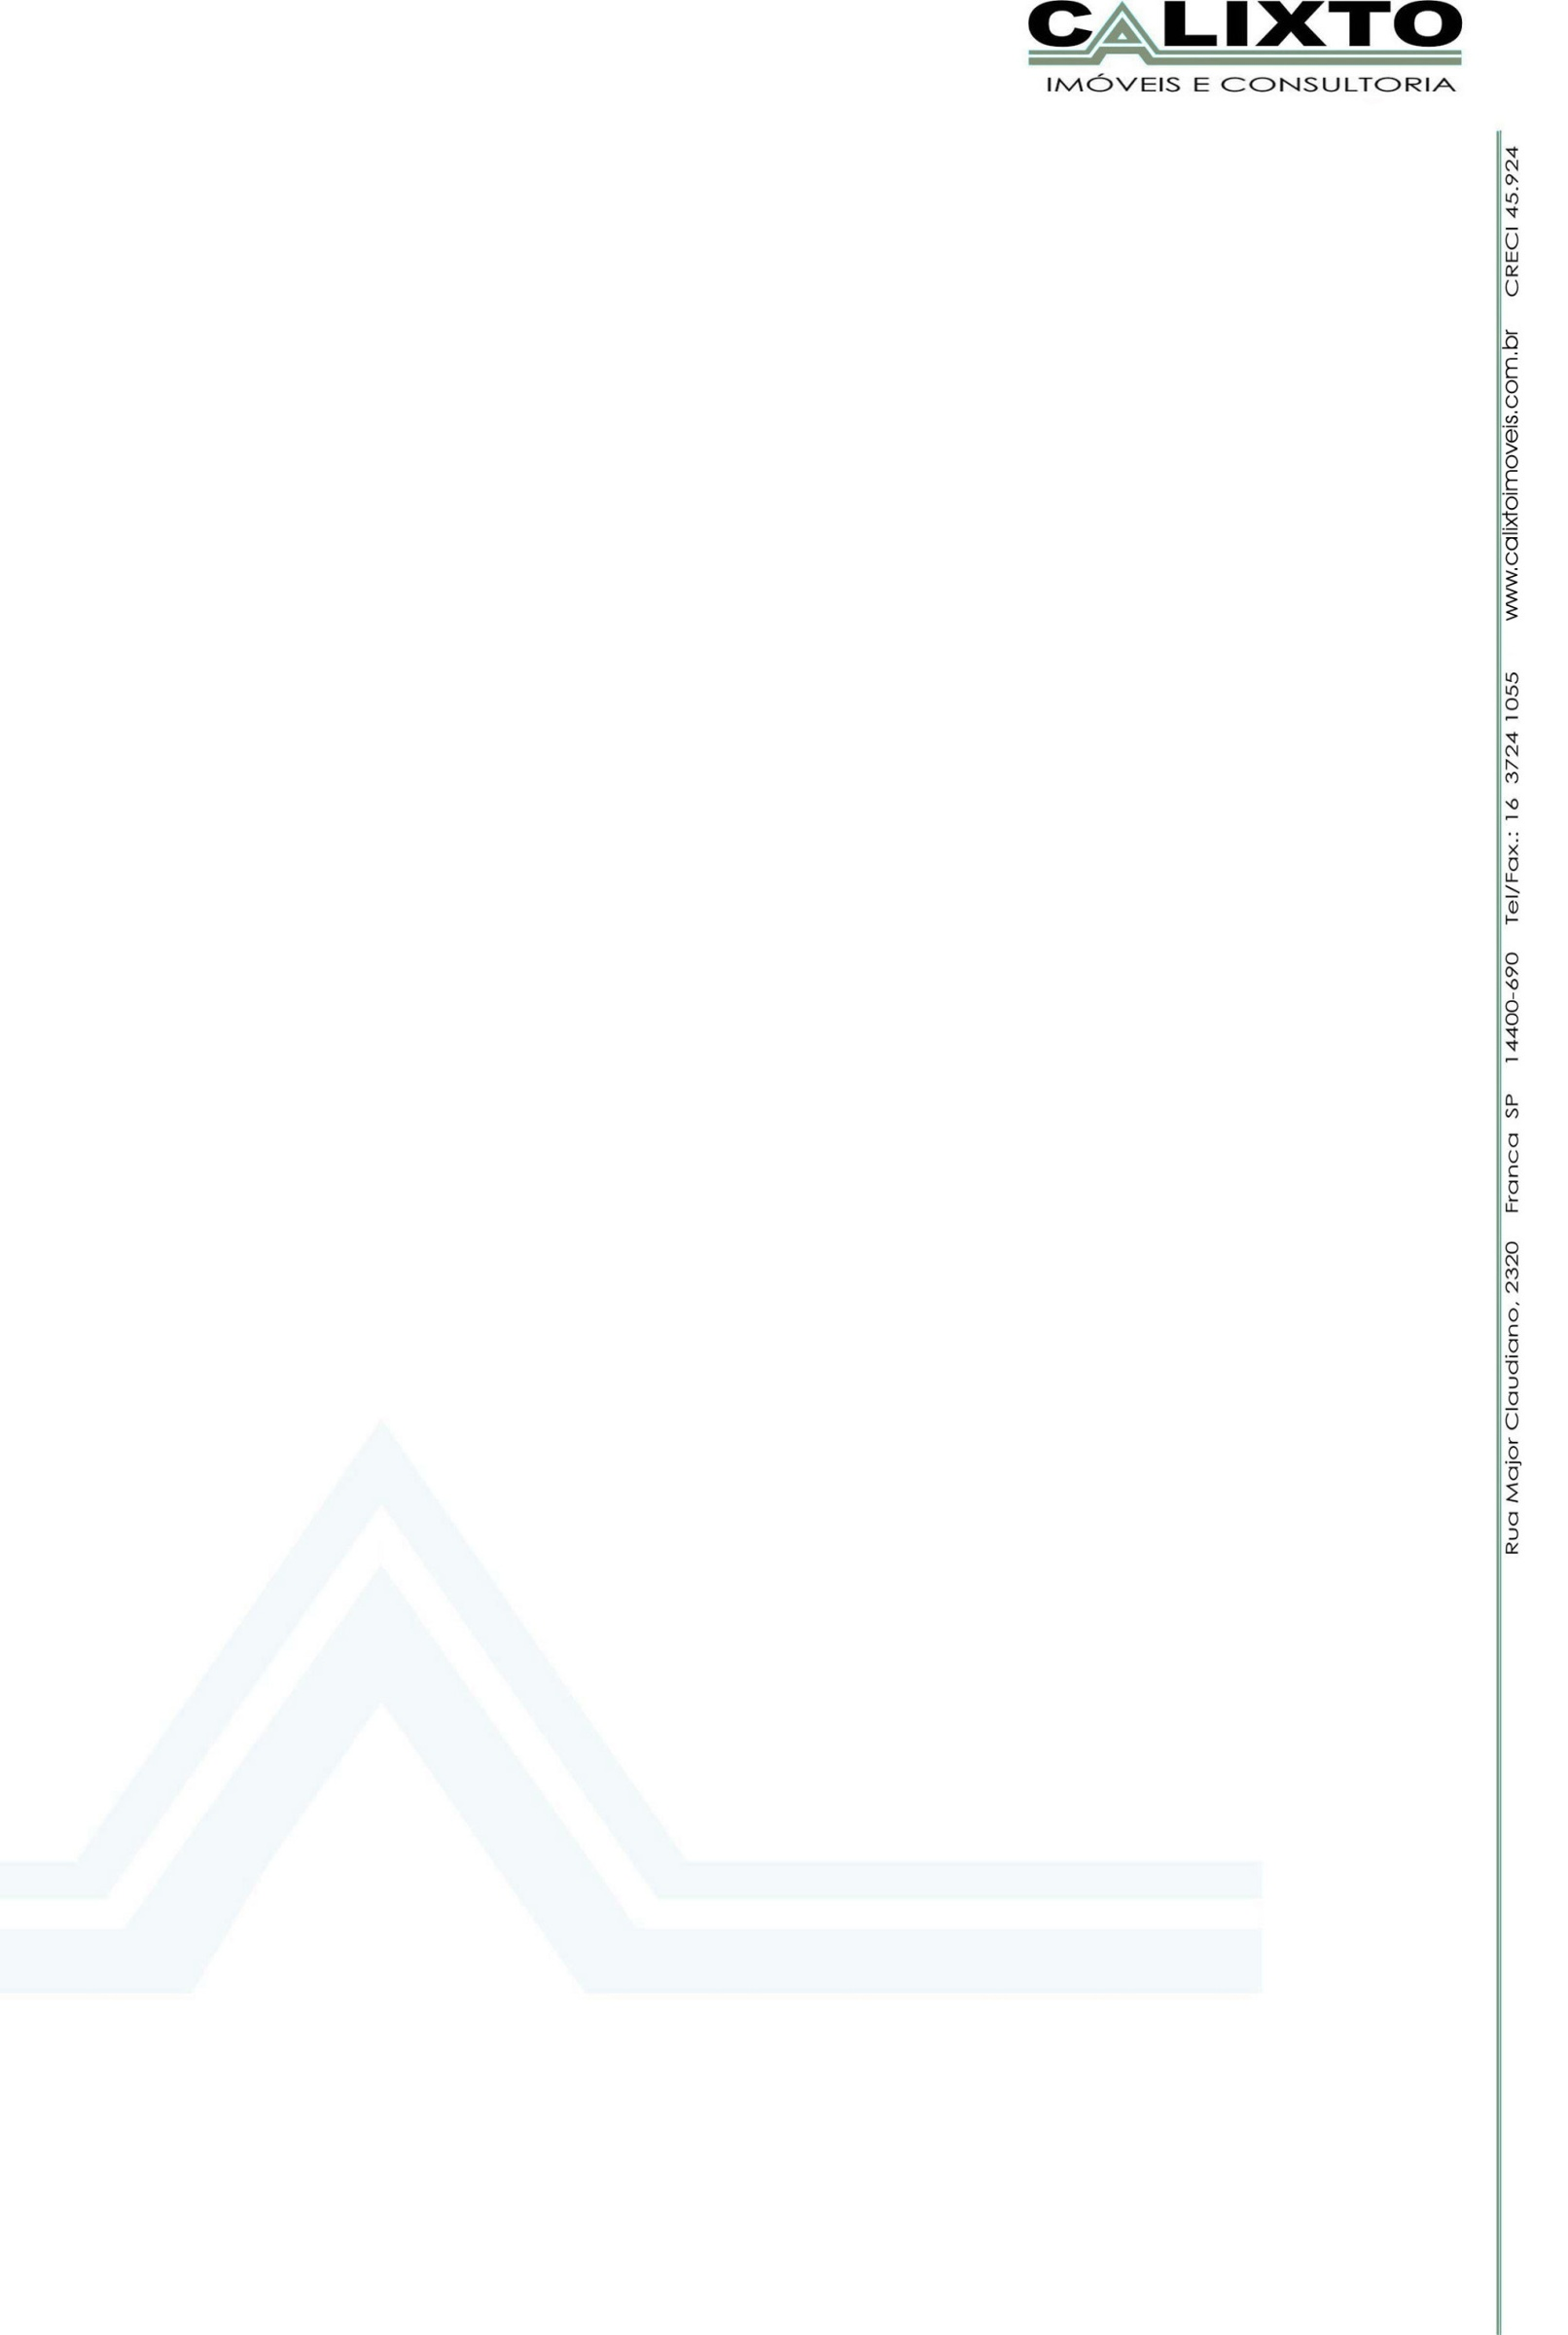 CALIXTO
IMÓVEIS E CONSULTORIA
Rua Major Claudiano, 2320 Franca SP 14400-690 Tel/Fax.: 16 3724 1055 www.calixtoimoveis.com.br CRECI 45.924